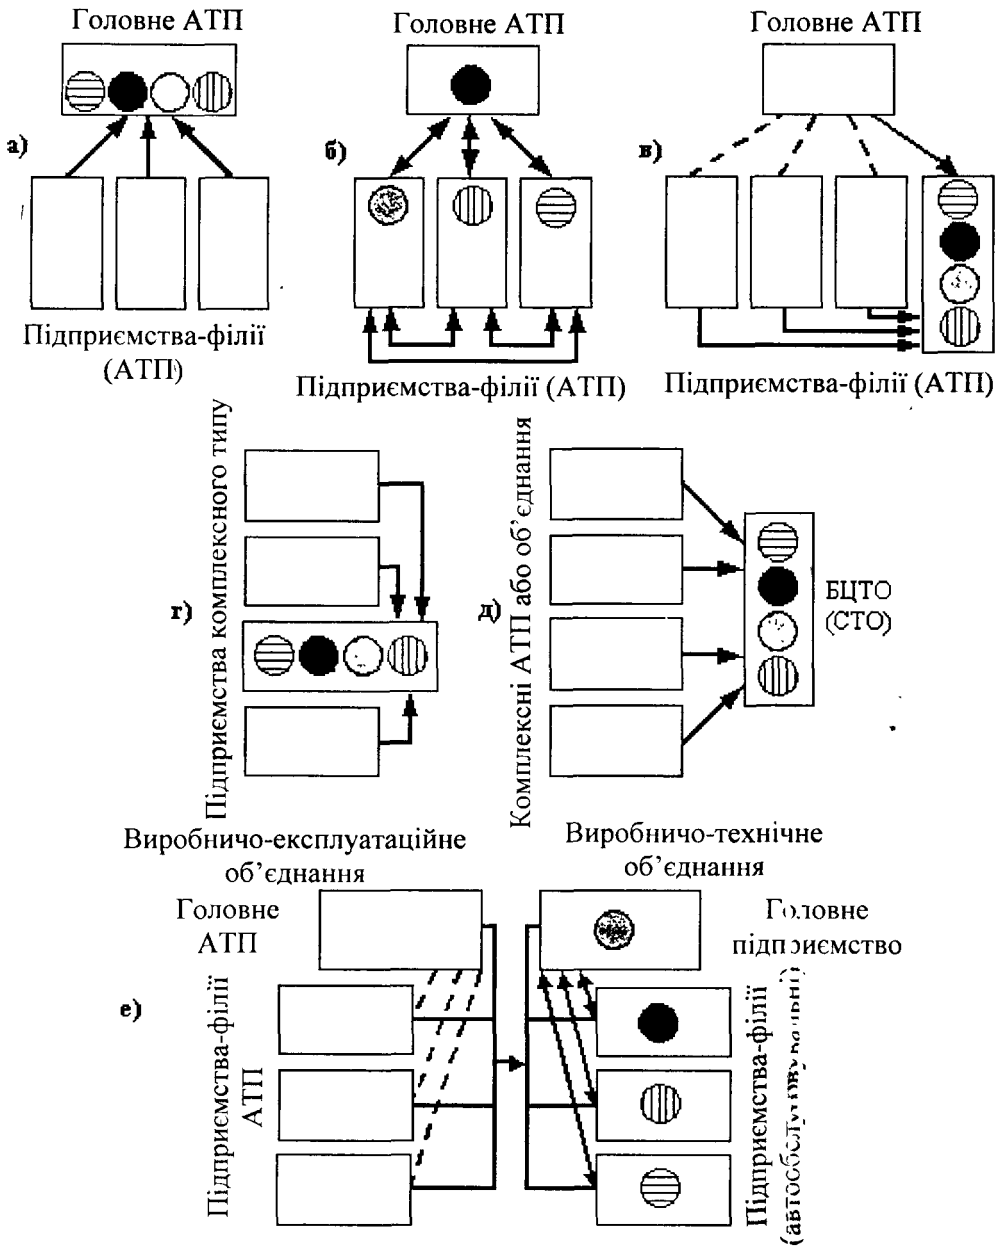 Головне АТП
Головне АТП
Головне АТП
а)
б)
в)
Підприємства-філії
(АТП)
Підприємства-філії (АТП)
Підприємства-філії (АТП)
г)
Підприємства комплексного типу
д)
Комплексні АТП або об’єднання
БЦТО
(СТО)
Виробничо-експлуатаційне
об’єднання
Виробничо-технічне
об’єднання
Головне
АТП
Головне
підприємство
е)
Підприємства-філії
АТП
Підприємства-філії
(автообслуговувальні)